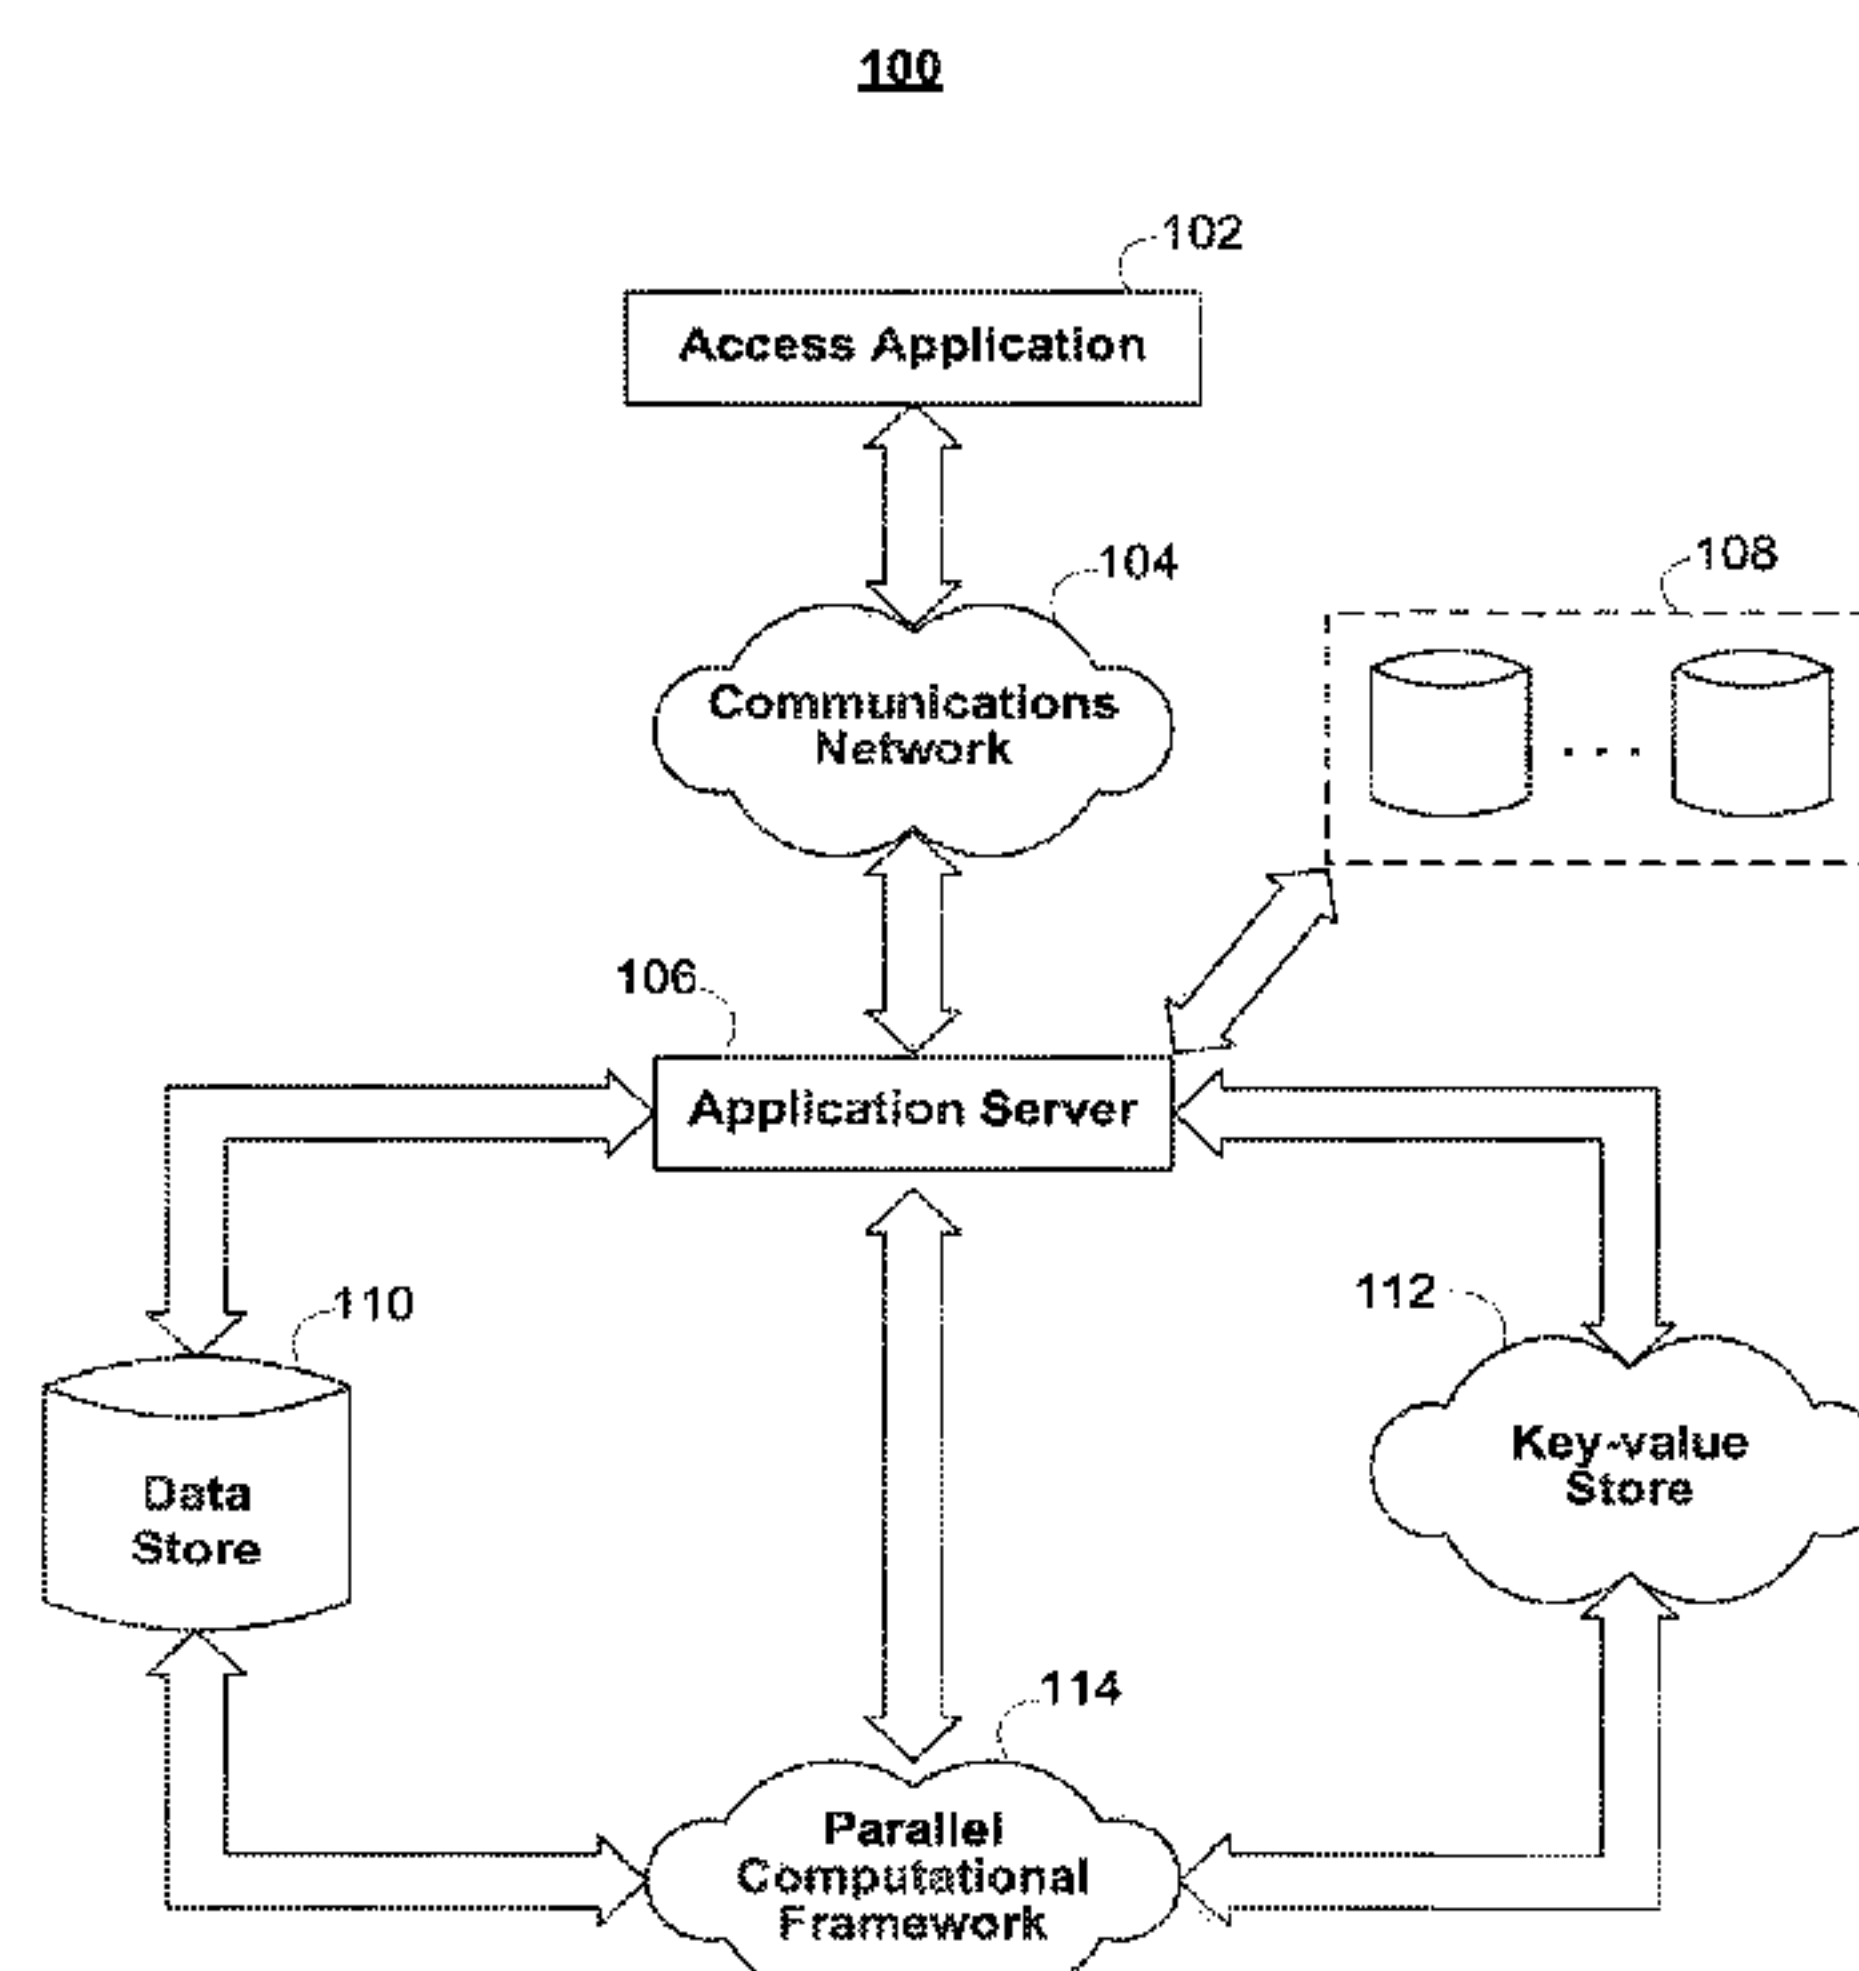 100
102
Access Application
104
108
Communications
Network
. . .
106
Application Server
110
112
Data
Store
Key-value
Store
114
Parallel
Computational
Framework